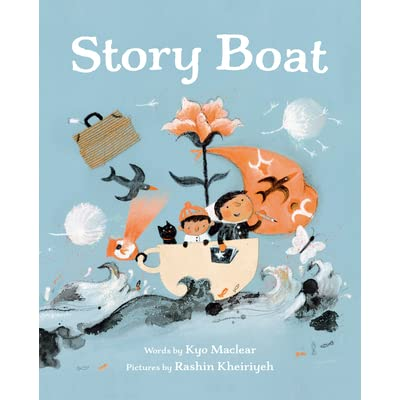 Story Boat
Words by Kyo Maclear
Pictures by Rashin Kheiriyeh